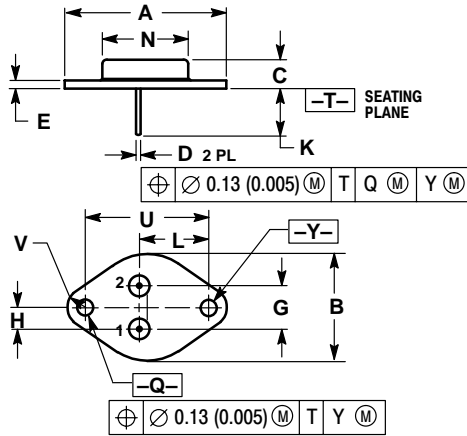 A
N
C
E
–T– SEATING
PLANE
K
D 2 PL
⌖ ∅ 0.13 (0.005) Ⓜ T Q Ⓜ Y Ⓜ
U
V
L
–Y–
2
H
G
B
1
–Q–
⌖ ∅ 0.13 (0.005) Ⓜ T Y Ⓜ